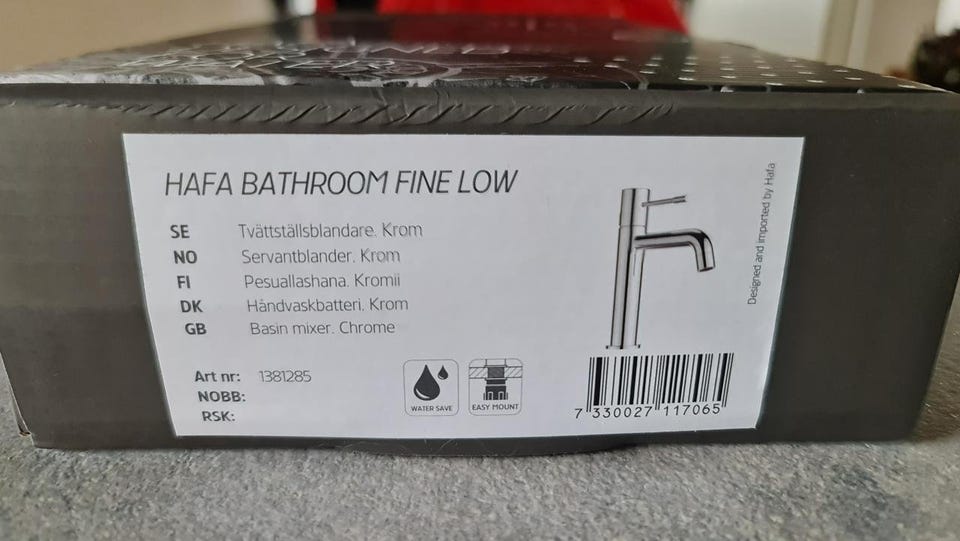 HAFA BATHROOM FINE LOW
SE Tvättställsblandare. Krom
NO Servantblander. Krom
FI Pesuallashana. Kromii
DK Håndvaskbatteri. Krom
GB Basin mixer. Chrome
Art nr: 1381285
NOBB:
RSK:
WATER SAVE
EASY MOUNT
7 330027 117065
Designed and imported by Hafa